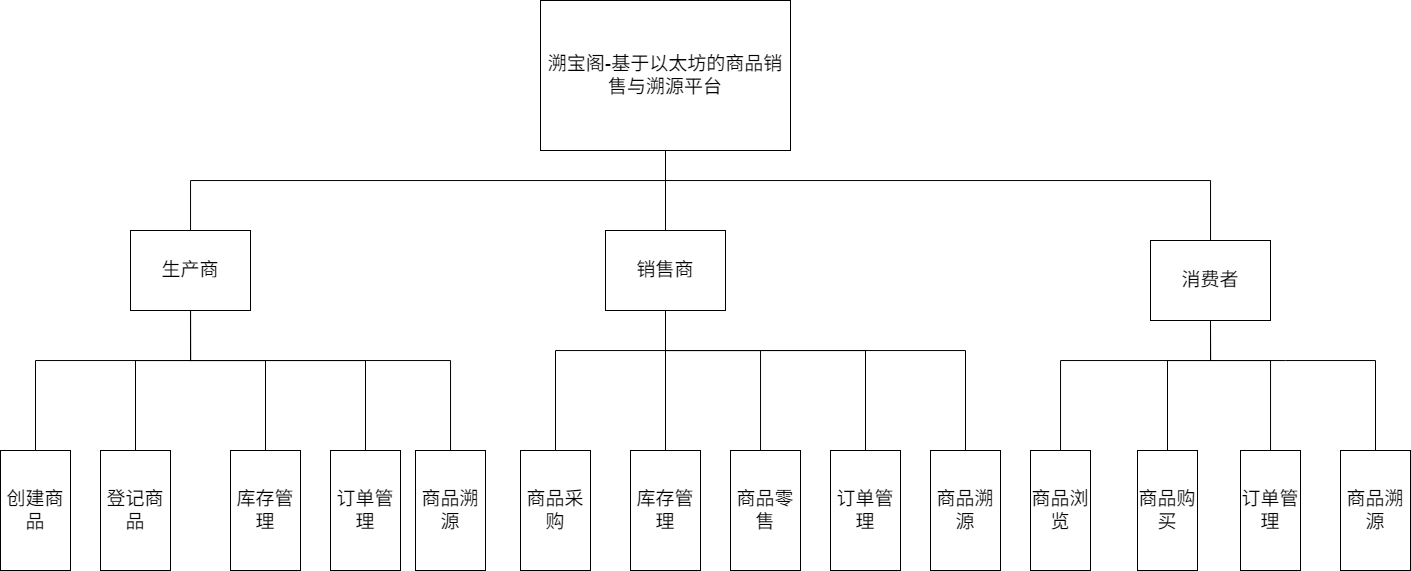 溯宝阁-基于以太坊的商品销
售与溯源平台
生产商
销售商
消费者
创建商
品
登记商
品
库存管
理
订单管
理
商品溯
源
商品采
购
库存管
理
商品零
售
订单管
理
商品溯
源
商品浏
览
商品购
买
订单管
理
商品溯
源